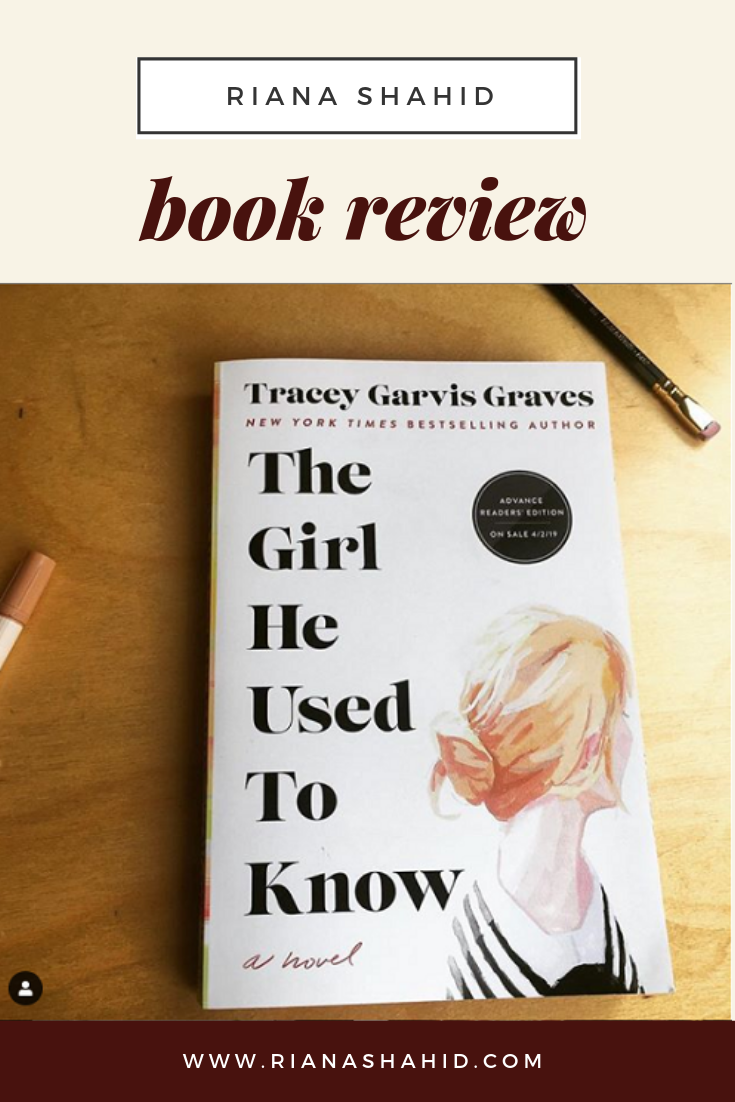 RIANA SHAHID
book review
Tracey Garvis Graves
NEW YORK TIMES BESTSELLING AUTHOR
The
Girl
He
Used
To
Know
ADVANCE
READERS' EDITION
ON SALE 4/2/19
a novel
WWW.RIANASHAHID.COM